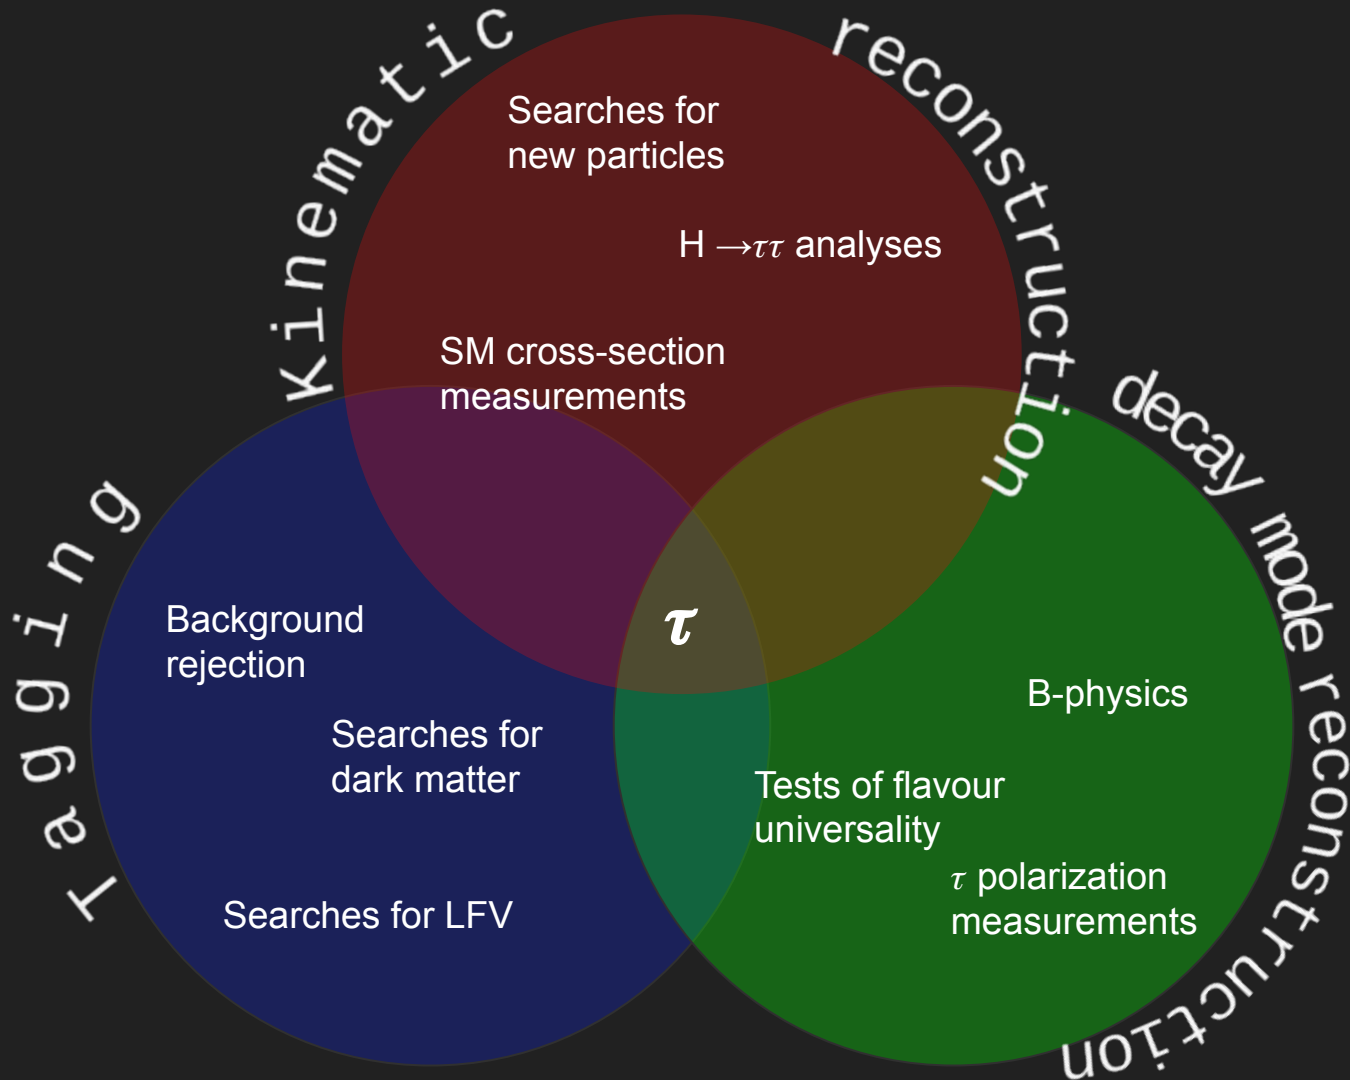 Kinematic reconstruction
Searches for
new particles
H →ττ analyses
SM cross-section
measurements
Tagging
Background
rejection
Searches for
dark matter
Searches for LFV
τ
decay mode reconstruction
B-physics
Tests of flavour
universality
τ polarization
measurements